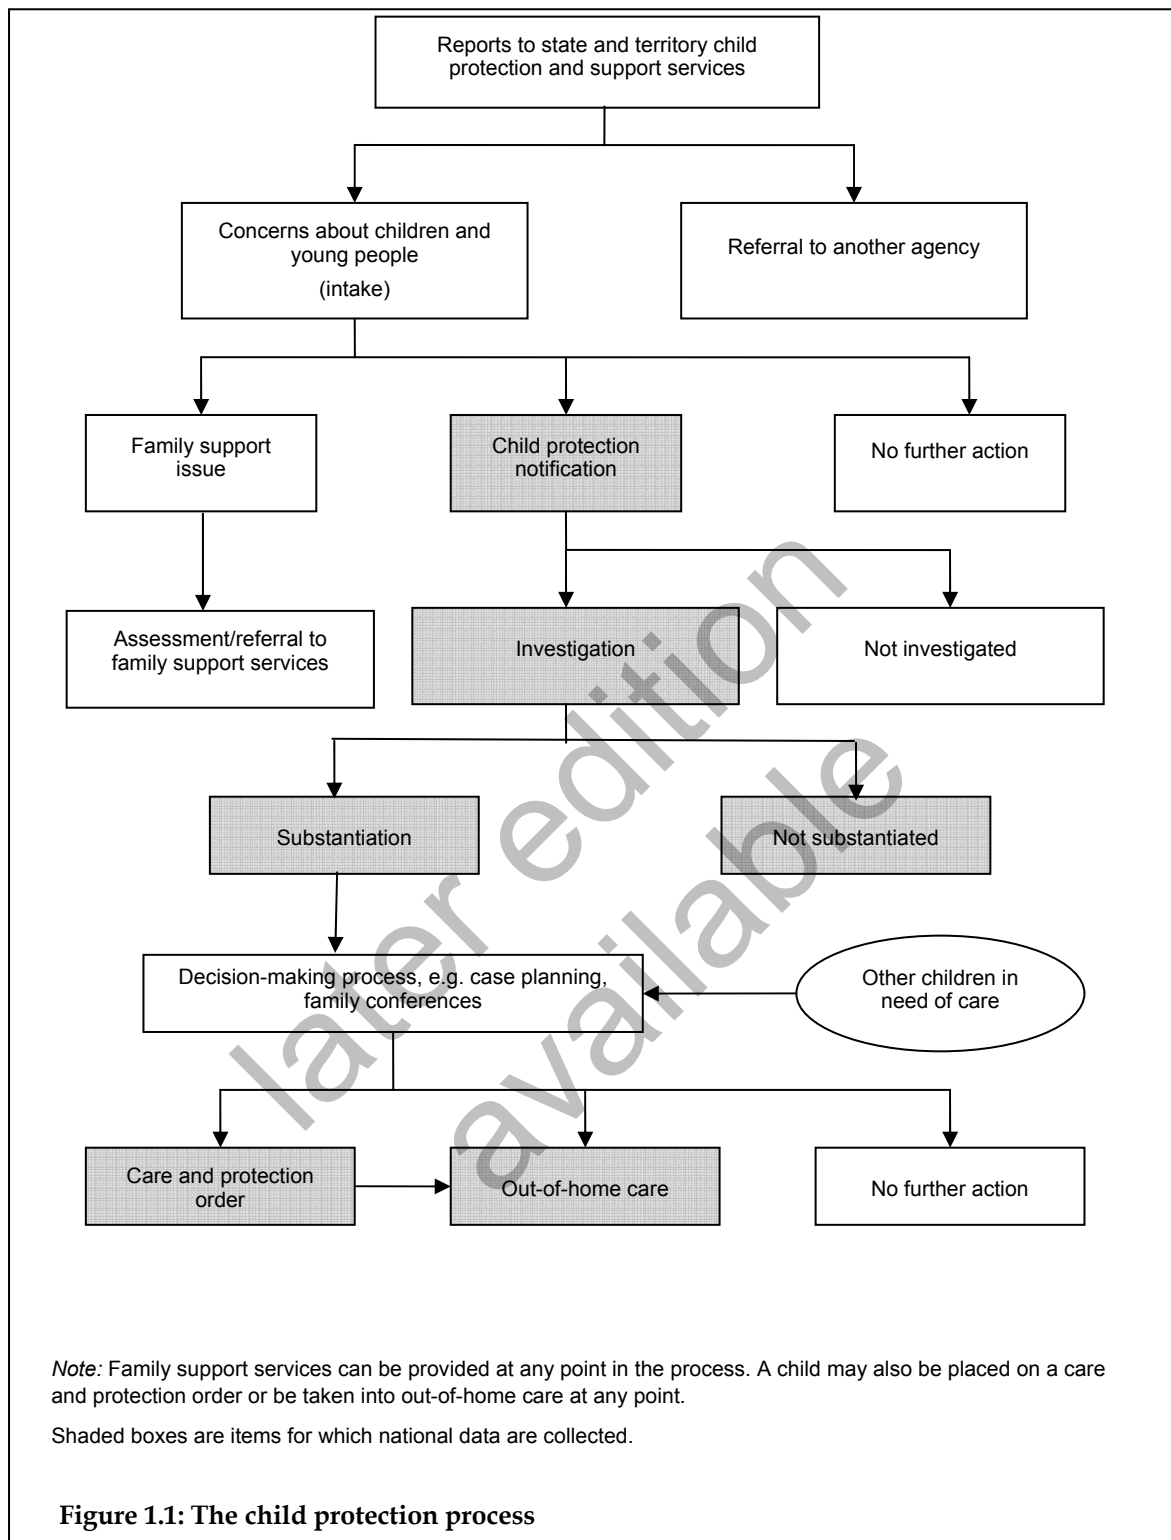 Reports to state and territory child
protection and support services
Concerns about children and
young people
(intake)
Referral to another agency
Family support
issue
Child protection
notification
No further action
Assessment/referral to
family support services
Investigation
Not investigated
Substantiation
Not substantiated
Decision-making process, e.g. case planning,
family conferences
Other children in
need of care
Care and protection
order
Out-of-home care
No further action
later edition
available
Note: Family support services can be provided at any point in the process. A child may also be placed on a care
and protection order or be taken into out-of-home care at any point.
Shaded boxes are items for which national data are collected.
Figure 1.1: The child protection process